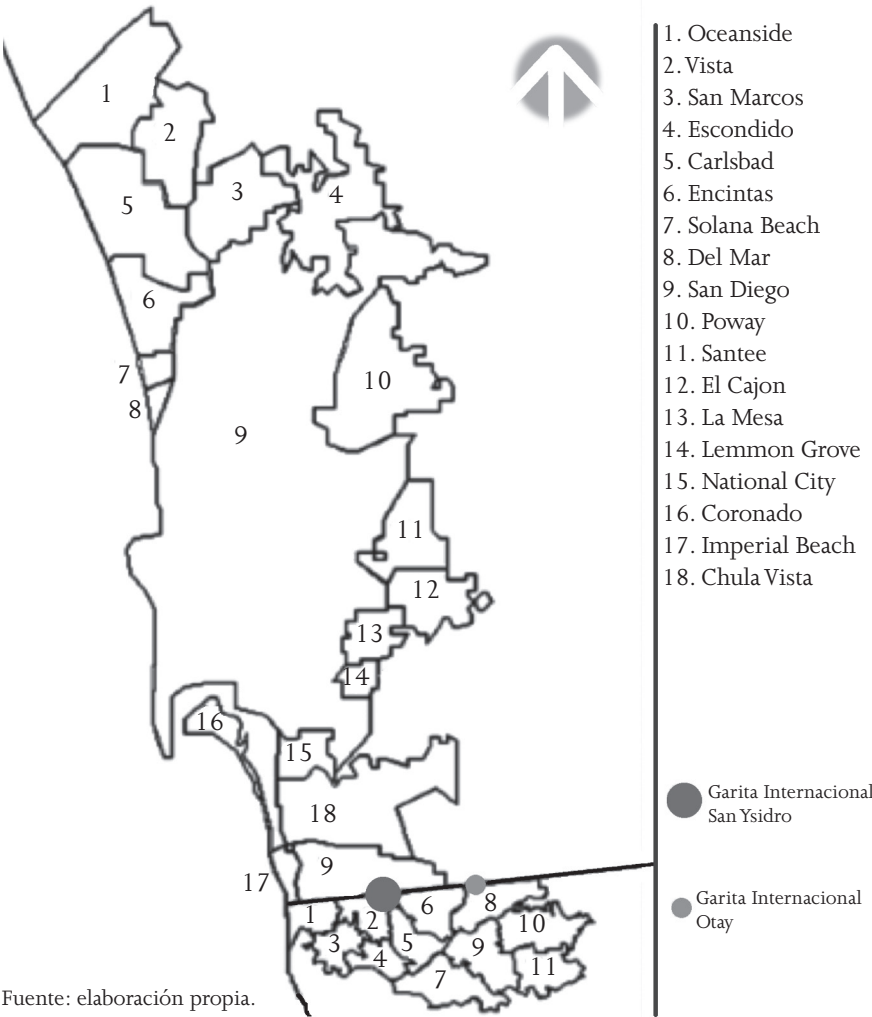 1
2
3
4
5
6
7
8
9
10
11
12
13
14
15
16
17
18
9
1
2
3
4
5
6
7
8
9
10
11
1. Oceanside
2. Vista
3. San Marcos
4. Escondido
5. Carlsbad
6. Encintas
7. Solana Beach
8. Del Mar
9. San Diego
10. Poway
11. Santee
12. El Cajon
13. La Mesa
14. Lemmon Grove
15. National City
16. Coronado
17. Imperial Beach
18. Chula Vista
Garita Internacional
San Ysidro
Garita Internacional
Otay
Fuente: elaboración propia.